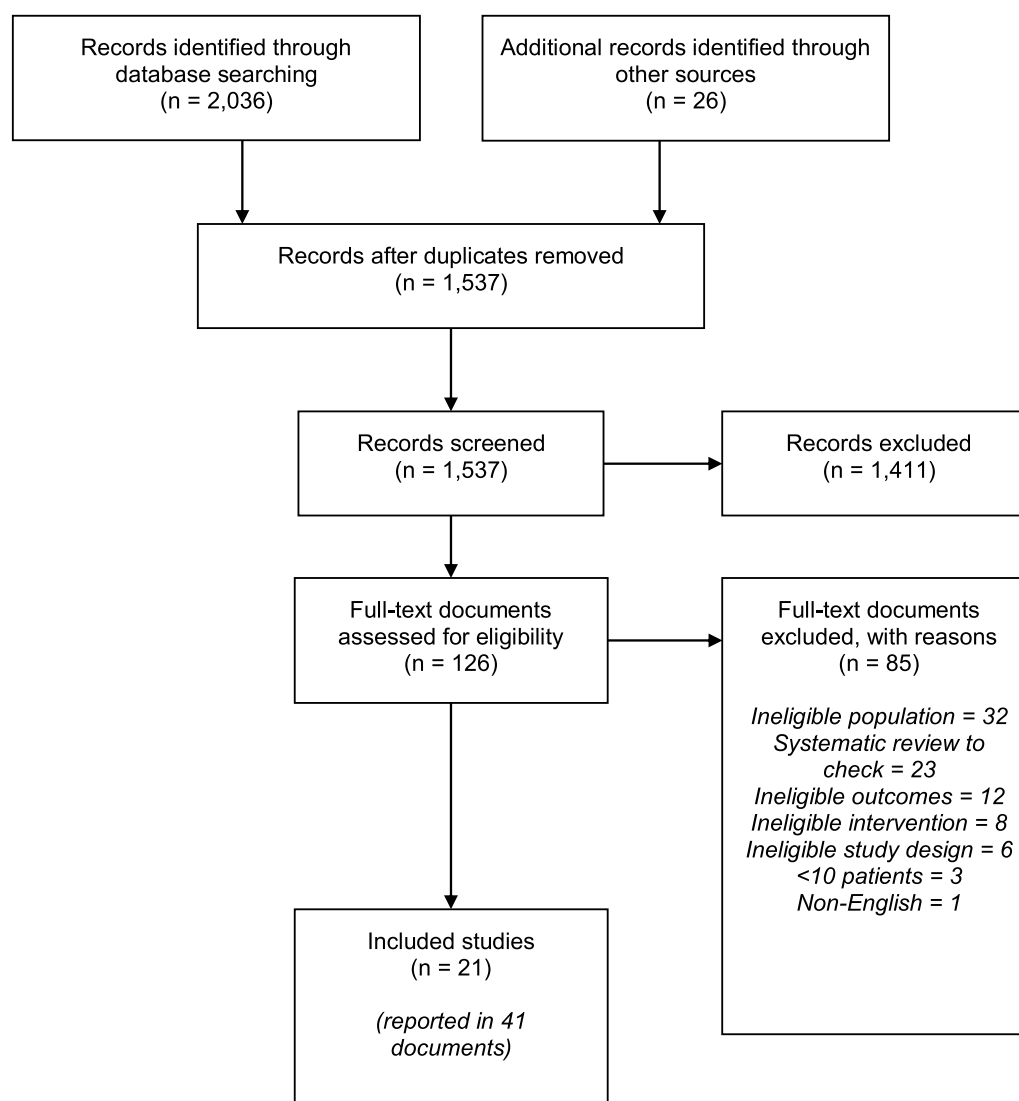 Records identified through
database searching
(n = 2,036)
Additional records identified through
other sources
(n = 26)
Records after duplicates removed
(n = 1,537)
Records screened
(n = 1,537)
Records excluded
(n = 1,411)
Full-text documents
assessed for eligibility
(n = 126)
Full-text documents
excluded, with reasons
(n = 85)
Ineligible population = 32
Systematic review to
check = 23
Ineligible outcomes = 12
Ineligible intervention = 8
Ineligible study design = 6
<10 patients = 3
Non-English = 1
Included studies
(n = 21)
(reported in 41
documents)